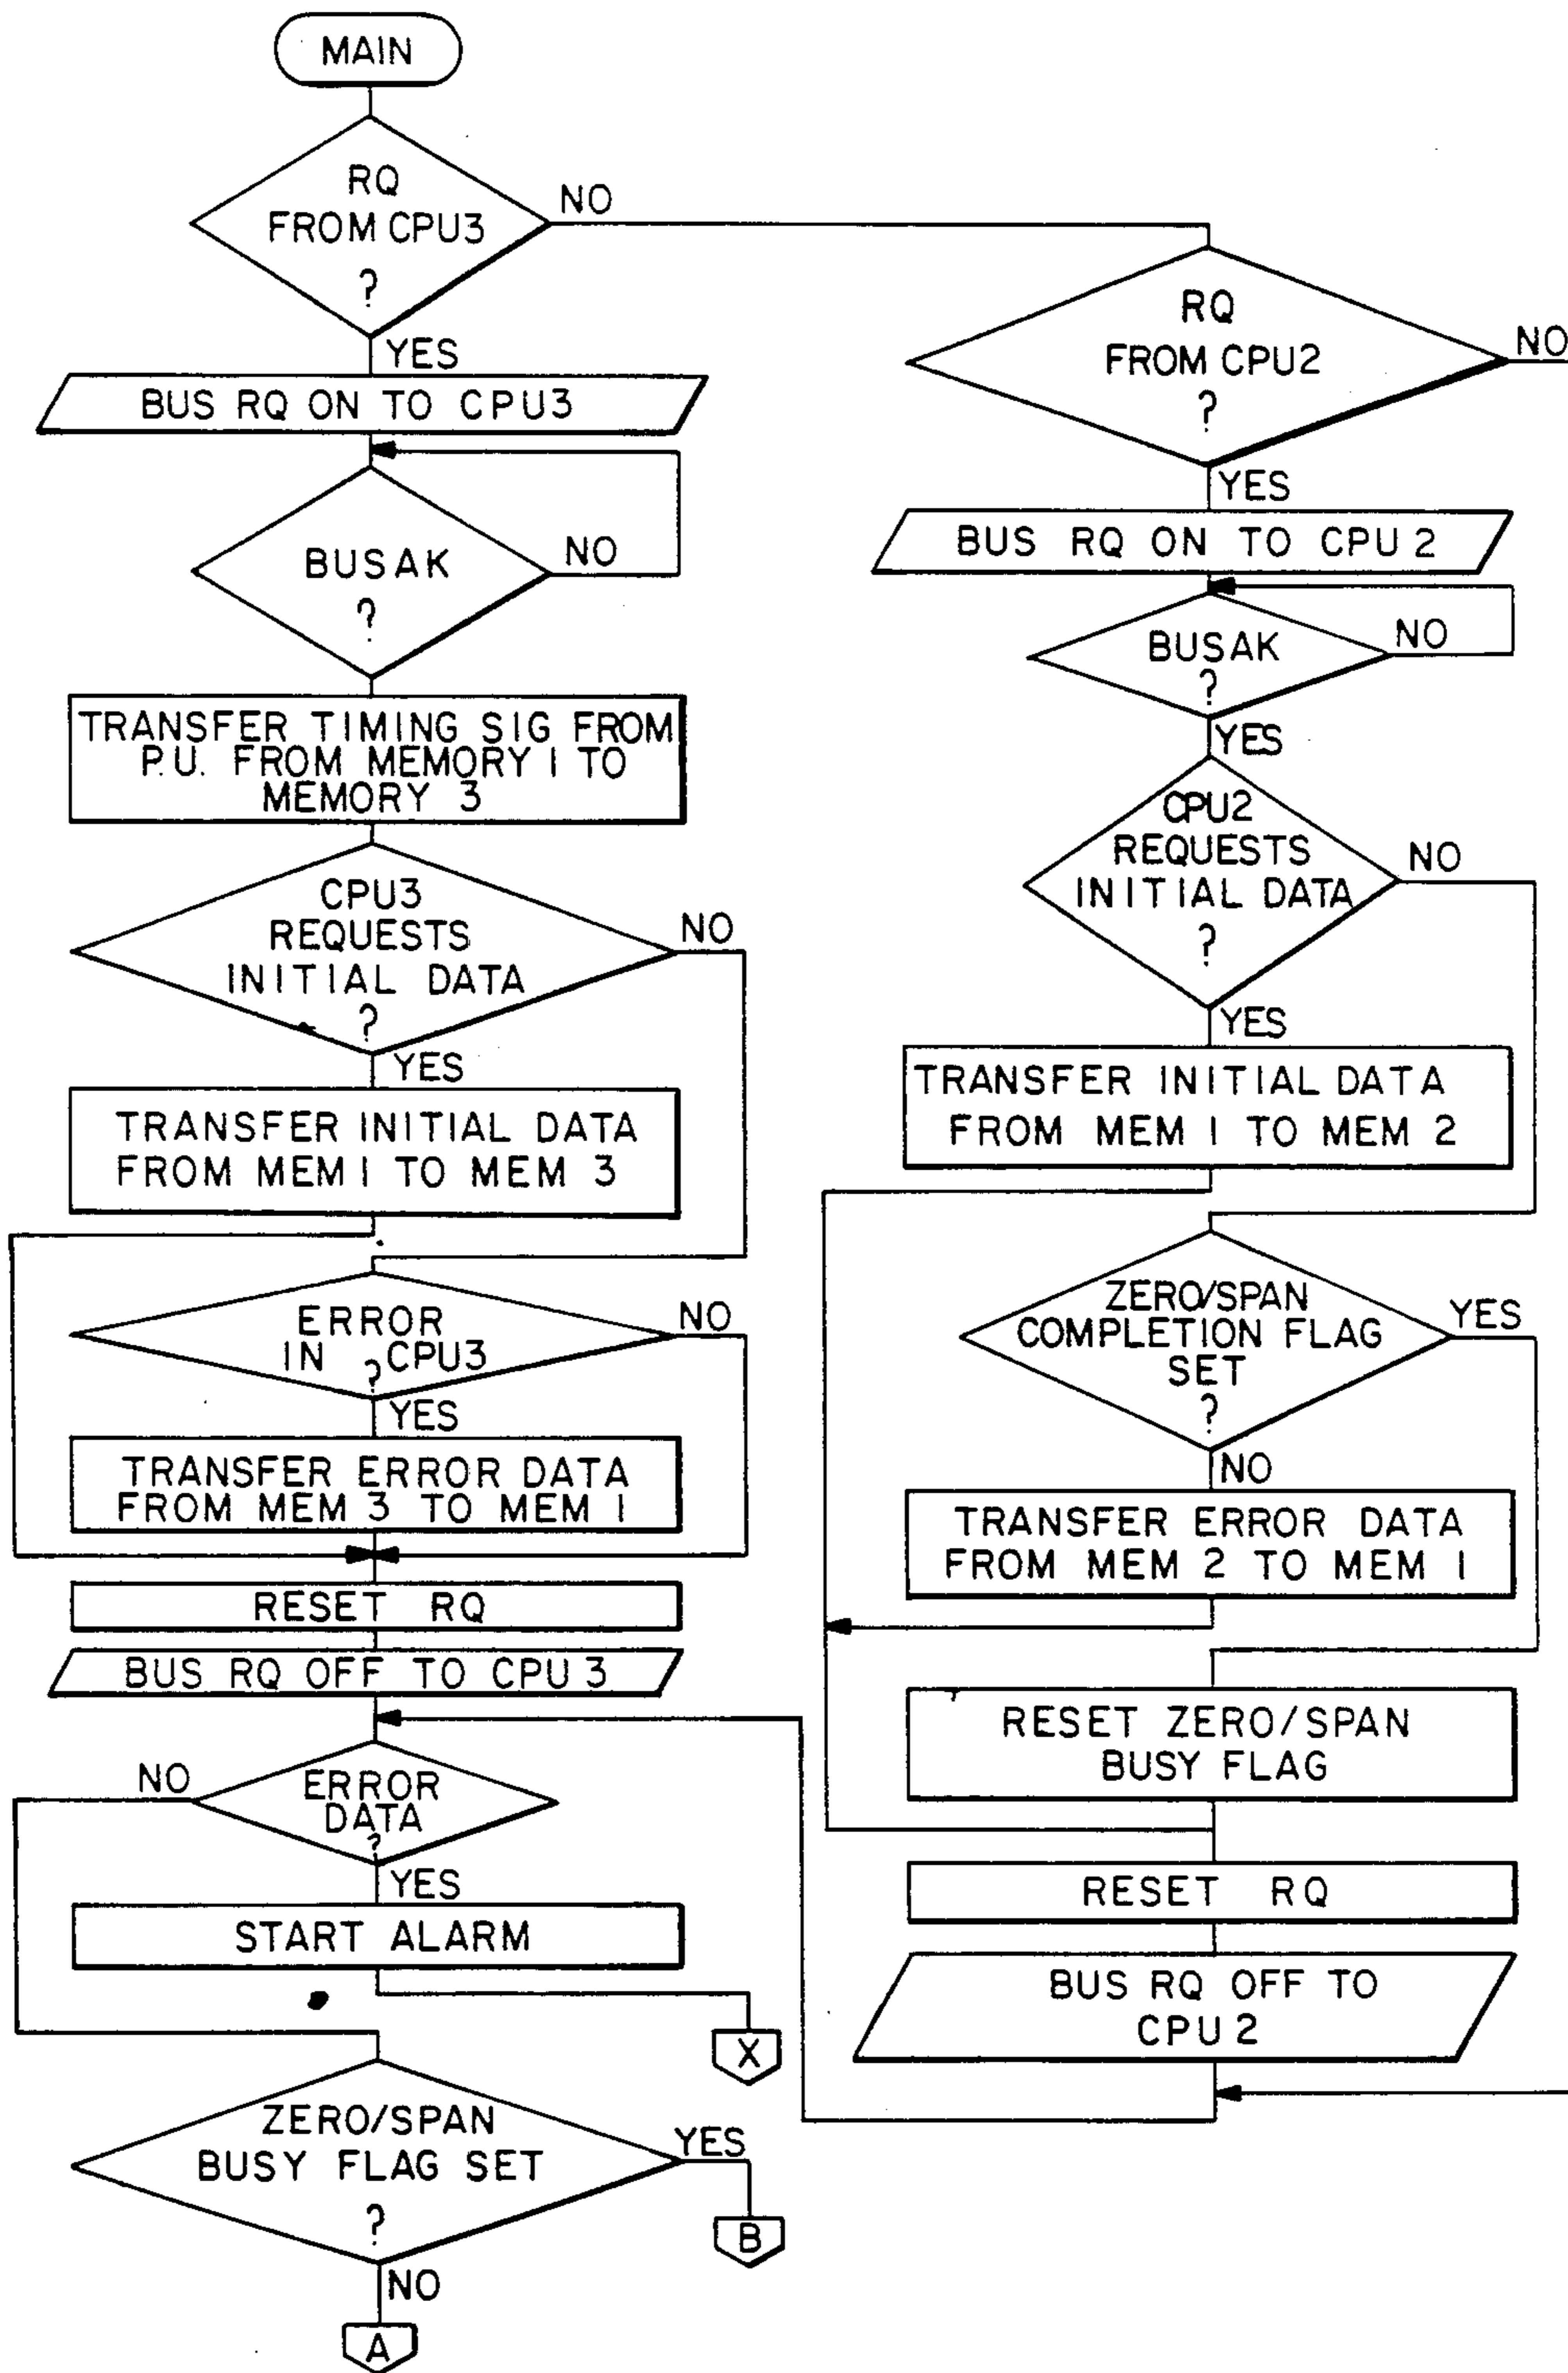 MAIN
RQ
FROM CPU3
?
NO
YES
BUS RQ ON TO CPU3
BUSAK
?
NO
TRANSFER TIMING SIG FROM
P.U. FROM MEMORY 1 TO
MEMORY 3
CPU3
REQUESTS
INITIAL DATA
?
NO
YES
TRANSFER INITIAL DATA
FROM MEM 1 TO MEM 3
ERROR
IN CPU3
?
NO
YES
TRANSFER ERROR DATA
FROM MEM 3 TO MEM 1
RESET RQ
BUS RQ OFF TO CPU 3
NO
ERROR
DATA
?
YES
START ALARM
X
ZERO/SPAN
BUSY FLAG SET
?
YES
B
NO
A
RQ
FROM CPU2
?
NO
YES
BUS RQ ON TO CPU 2
BUSAK
?
NO
YES
CPU2
REQUESTS
INITIAL DATA
?
NO
YES
TRANSFER INITIAL DATA
FROM MEM 1 TO MEM 2
ZERO/SPAN
COMPLETION FLAG
SET
?
YES
NO
TRANSFER ERROR DATA
FROM MEM 2 TO MEM 1
RESET ZERO/SPAN
BUSY FLAG
RESET RQ
BUS RQ OFF TO
CPU 2